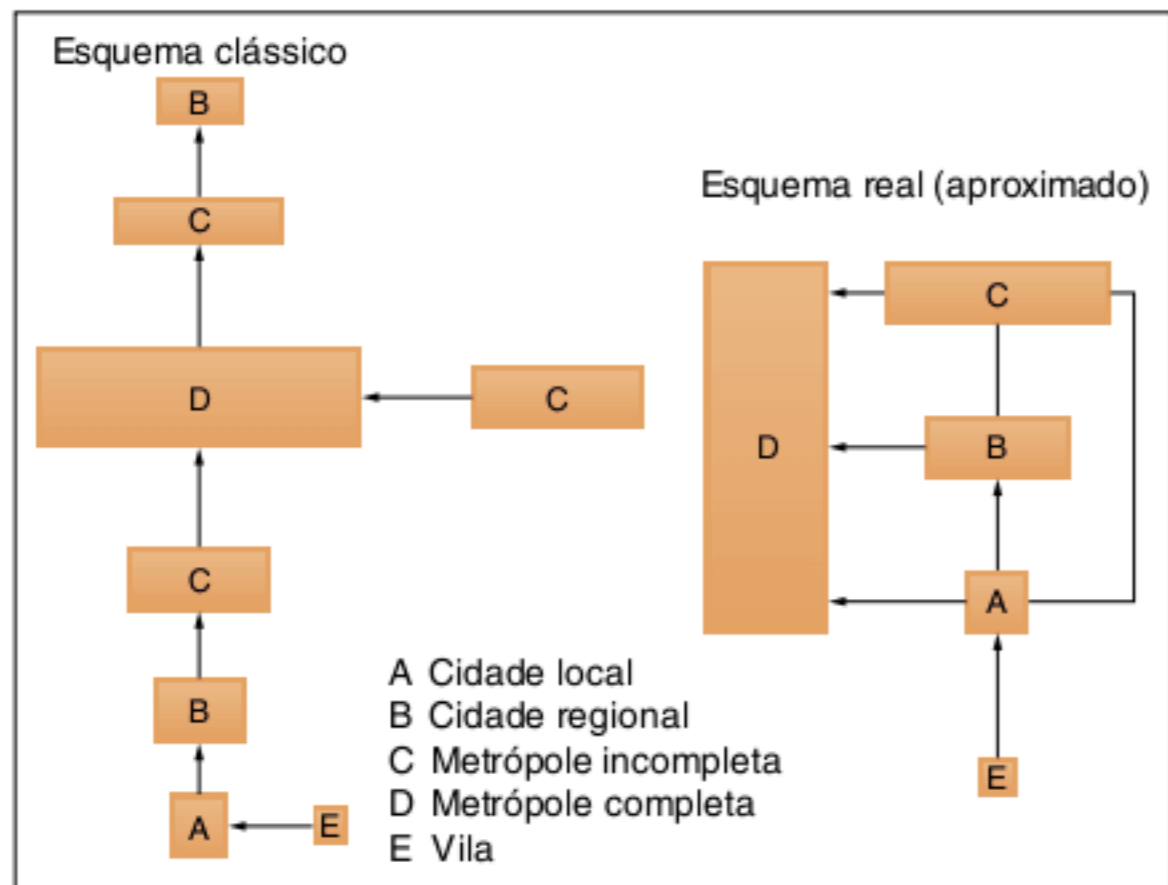 Esquema clássico
B
C
D
C
C
B
A
E
Esquema real (aproximado)
C
D
B
A
E
A Cidade local
B Cidade regional
C Metrópole incompleta
D Metrópole completa
E Vila